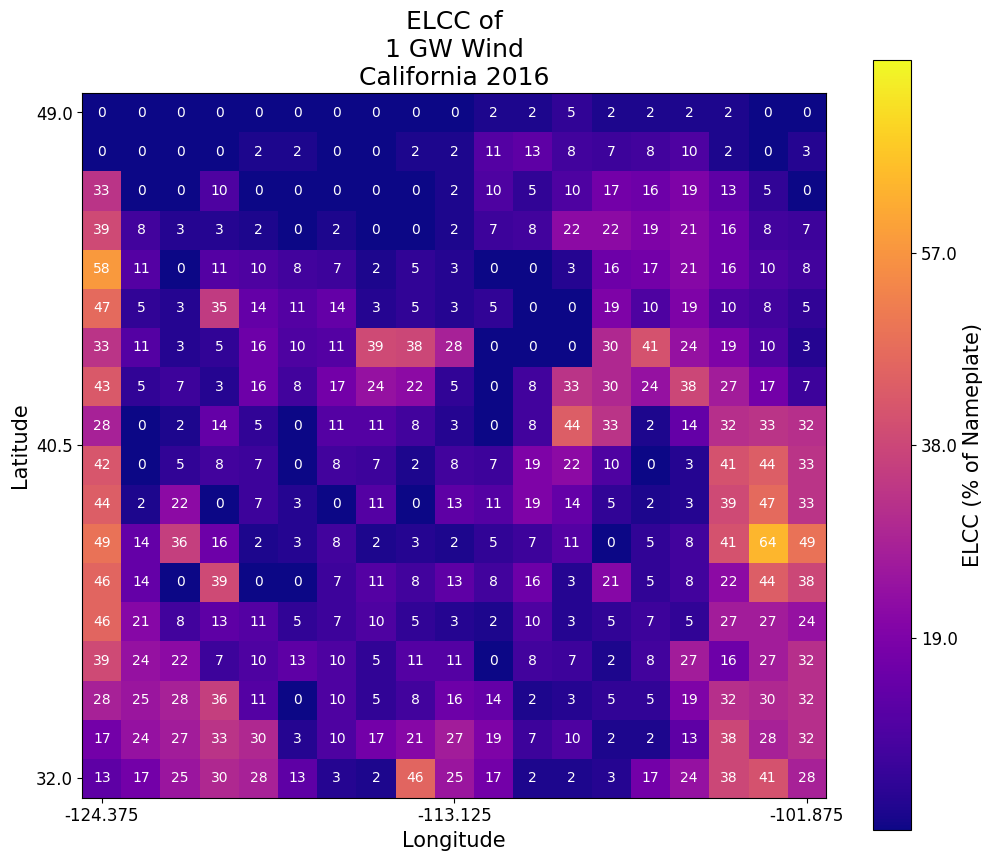 ELCC of
1 GW Wind
California 2016
49.0
0 0 0 0 0 0 0 0 0 0 2 2 5 2 2 2 2 0 0
0 0 0 0 2 2 0 0 2 2 11 13 8 7 8 10 2 0 3
33 0 0 10 0 0 0 0 0 2 10 5 10 17 16 19 13 5 0
39 8 3 3 2 0 2 0 0 2 7 8 22 22 19 21 16 8 7
58 11 0 11 10 8 7 2 5 3 0 0 3 16 17 21 16 10 8
47 5 3 35 14 11 14 3 5 3 5 0 0 19 10 19 10 8 5
33 11 3 5 16 10 11 39 38 28 0 0 0 30 41 24 19 10 3
43 5 7 3 16 8 17 24 22 5 0 8 33 30 24 38 27 17 7
40.5
28 0 2 14 5 0 11 11 8 3 0 8 44 33 2 14 32 33 32
42 0 5 8 7 0 8 7 2 8 7 19 22 10 0 3 41 44 33
44 2 22 0 7 3 0 11 0 13 11 19 14 5 2 3 39 47 33
49 14 36 16 2 3 8 2 3 2 5 7 11 0 5 8 41 64 49
46 14 0 39 0 0 7 11 8 13 8 16 3 21 5 8 22 44 38
46 21 8 13 11 5 7 10 5 3 2 10 3 5 7 5 27 27 24
39 24 22 7 10 13 10 5 11 11 0 8 7 2 8 27 16 27 32
28 25 28 36 11 0 10 5 8 16 14 2 3 5 5 19 32 30 32
17 24 27 33 30 3 10 17 21 27 19 7 10 2 2 13 38 28 32
32.0
13 17 25 30 28 13 3 2 46 25 17 2 2 3 17 24 38 41 28
-124.375
-113.125
-101.875
Longitude
Latitude
57.0
38.0
19.0
ELCC (% of Nameplate)